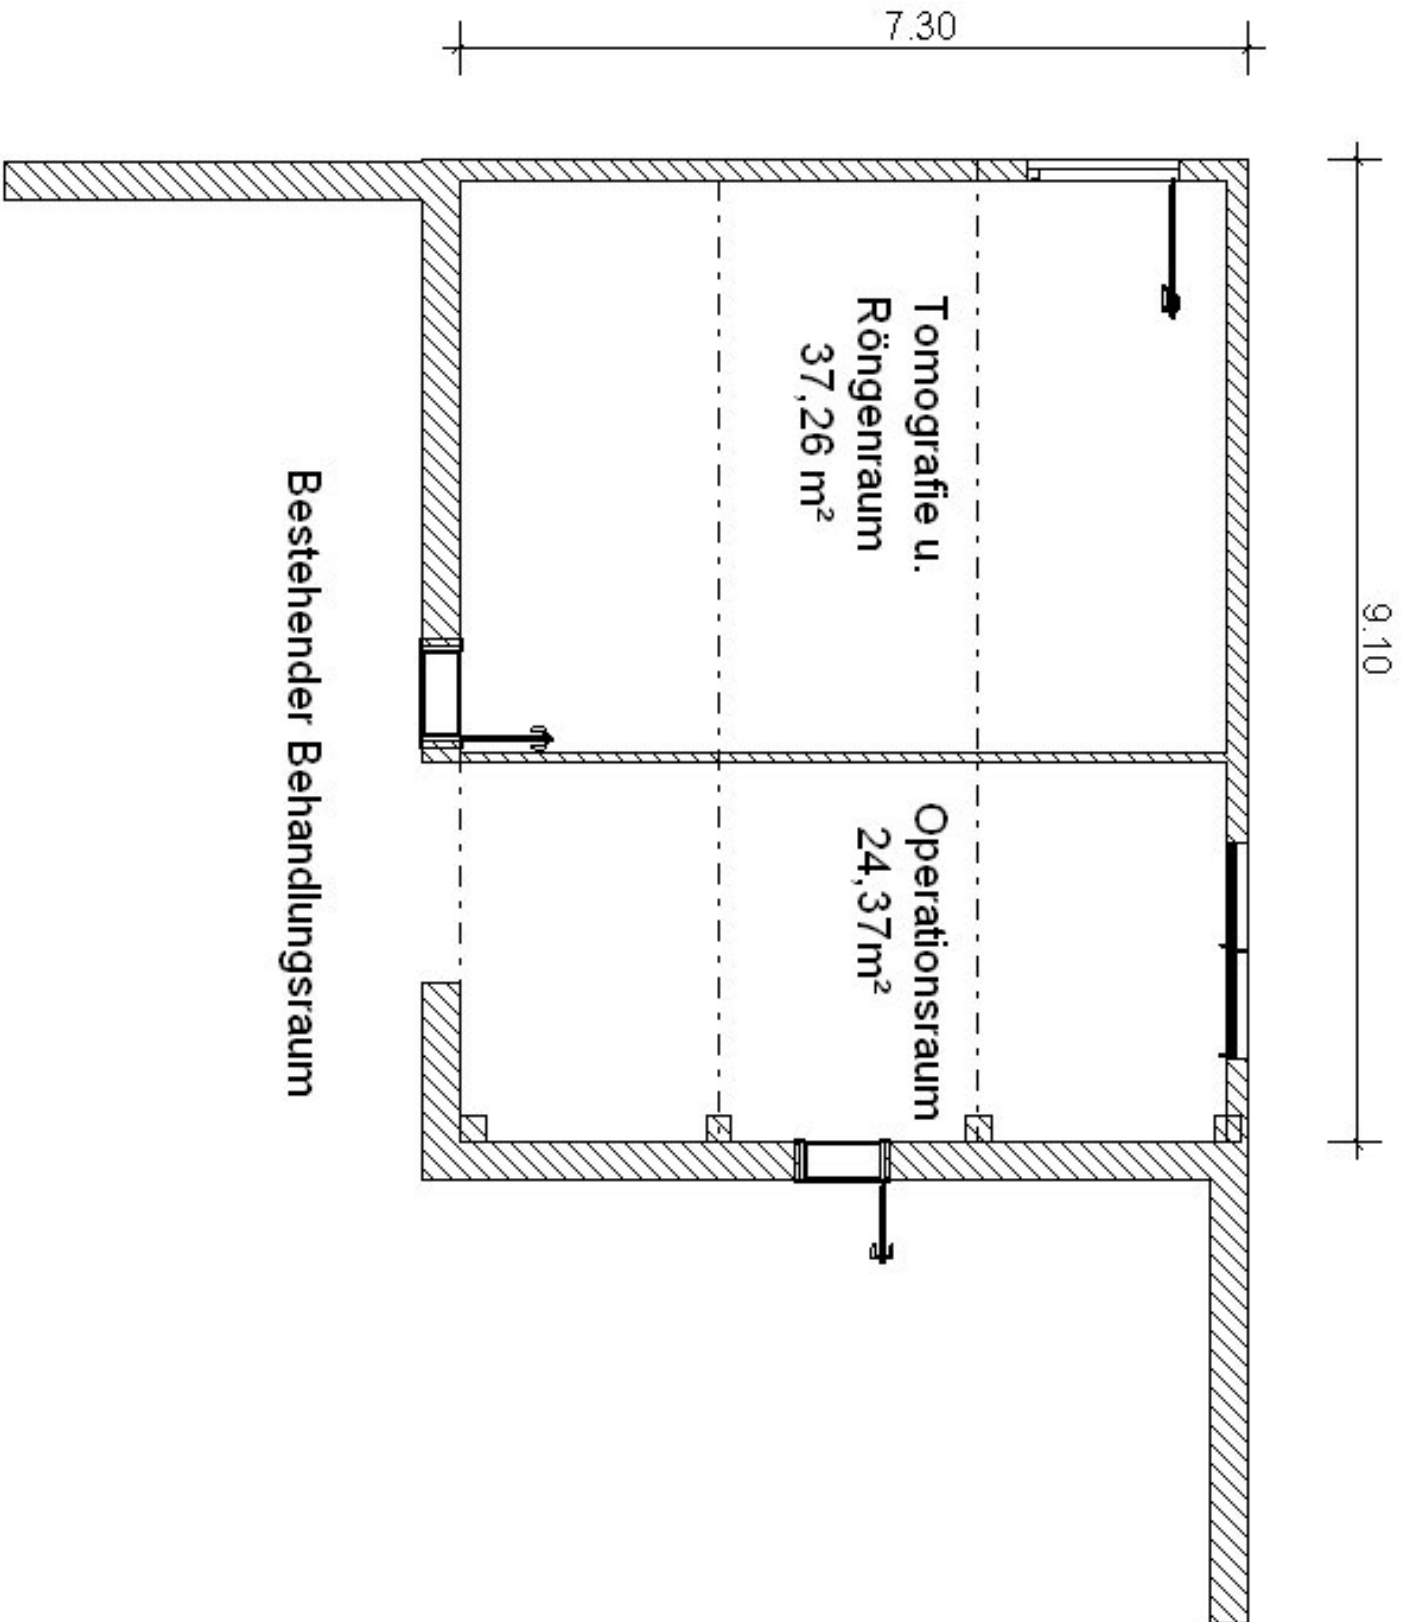 7.30
9.10
Tomografie u.
Röngenraum
37,26 m²
Operationsraum
24,37m²
Bestehender Behandlungsraum